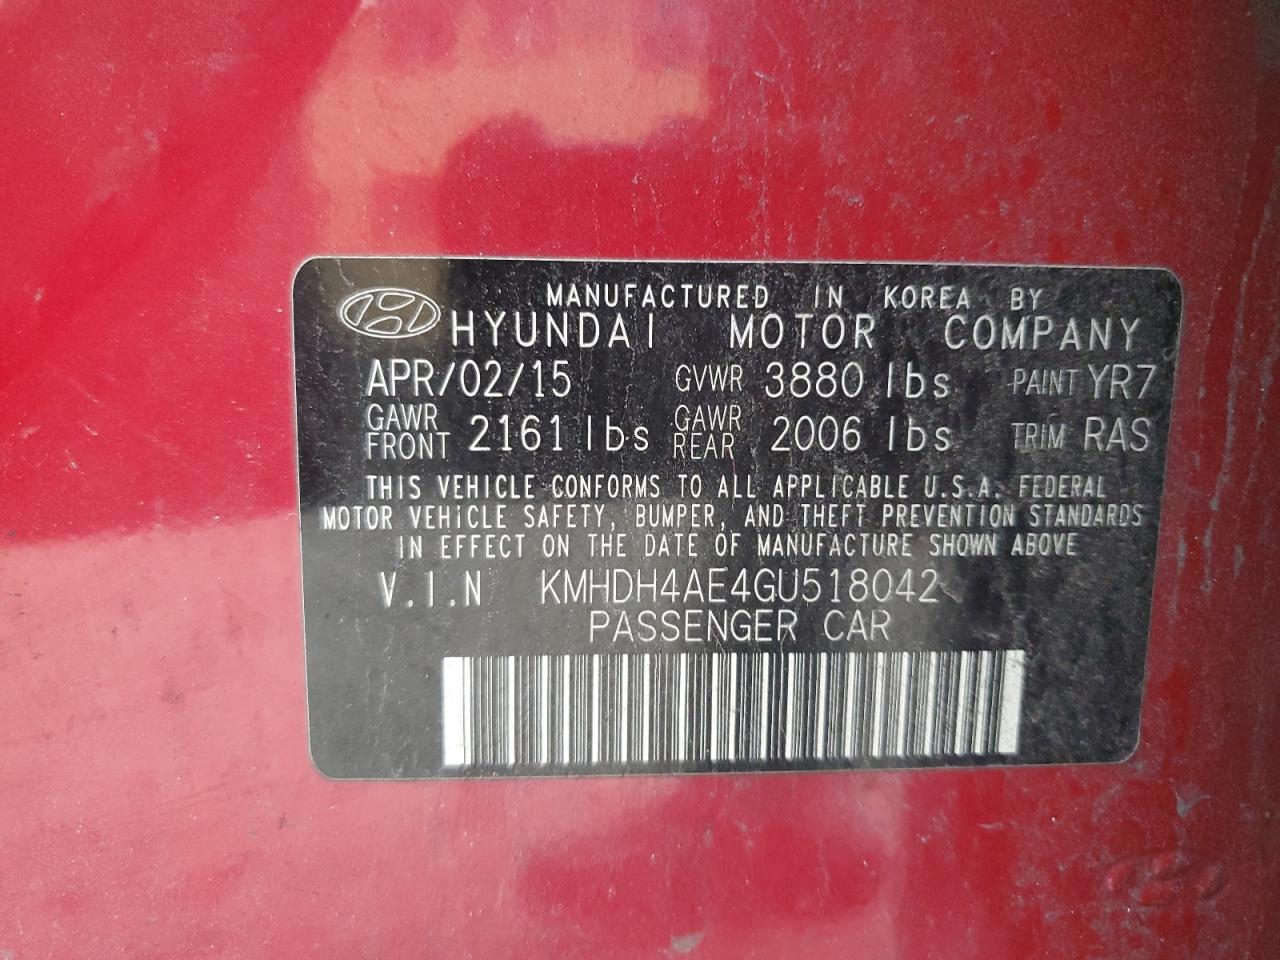 MANUFACTURED IN KOREA BY
HYUNDAI MOTOR COMPANY
APR/02/15 GVWR 3880 lbs PAINT YR7
GAWR FRONT 2161 lbs GAWR REAR 2006 lbs TRIM RAS
THIS VEHICLE CONFORMS TO ALL APPLICABLE U.S.A. FEDERAL
MOTOR VEHICLE SAFETY, BUMPER, AND THEFT PREVENTION STANDARDS
IN EFFECT ON THE DATE OF MANUFACTURE SHOWN ABOVE
V.I.N KMHDH4AE4GU518042
PASSENGER CAR